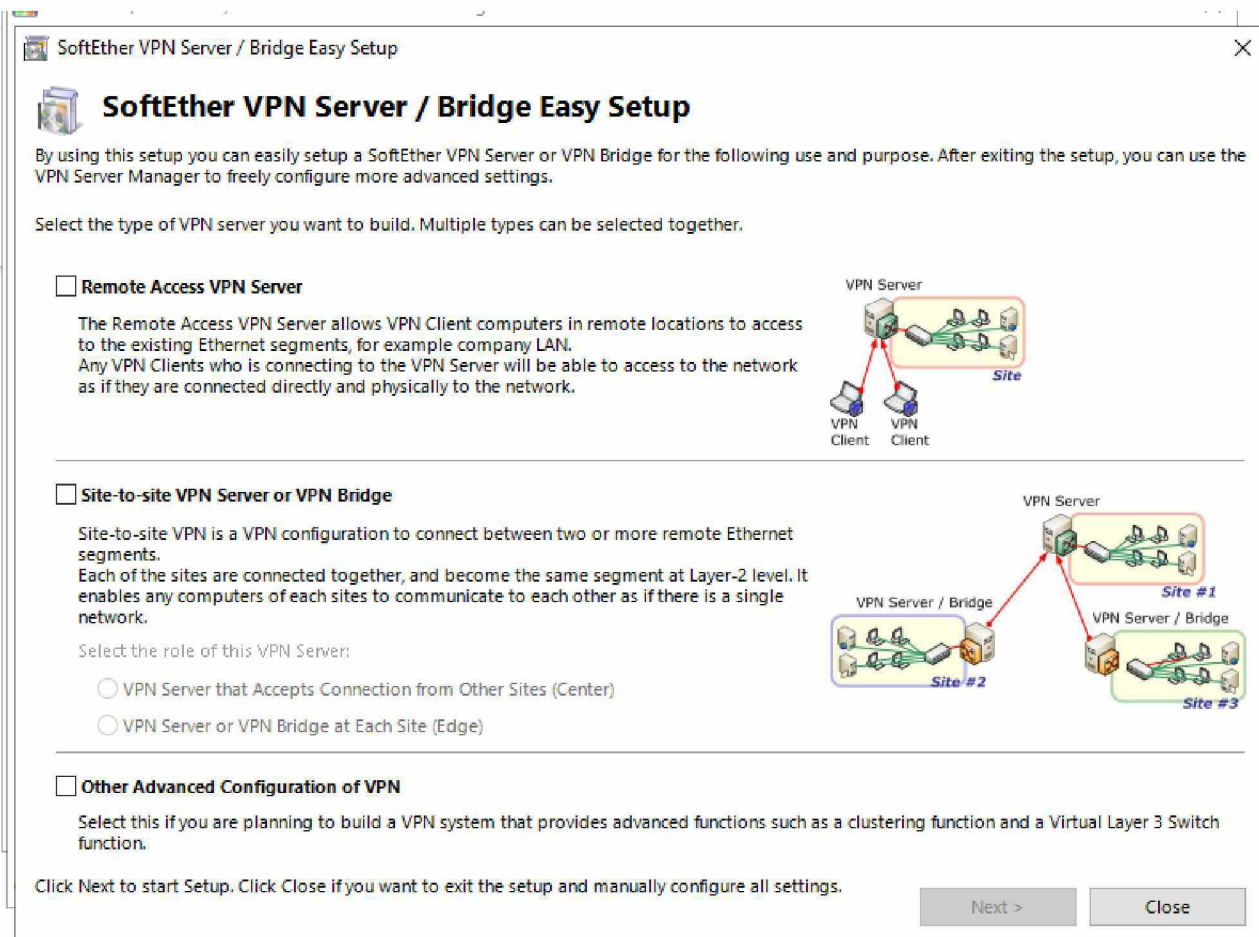 SoftEther VPN Server / Bridge Easy Setup
SoftEther VPN Server / Bridge Easy Setup
By using this setup you can easily setup a SoftEther VPN Server or VPN Bridge for the following use and purpose. After exiting the setup, you can use the
VPN Server Manager to freely configure more advanced settings.
Select the type of VPN server you want to build. Multiple types can be selected together.
Remote Access VPN Server
The Remote Access VPN Server allows VPN Client computers in remote locations to access
to the existing Ethernet segments, for example company LAN.
Any VPN Clients who is connecting to the VPN Server will be able to access to the network
as if they are connected directly and physically to the network.
VPN Server
Site
VPN
Client
VPN
Client
Site-to-site VPN Server or VPN Bridge
Site-to-site VPN is a VPN configuration to connect between two or more remote Ethernet
segments.
Each of the sites are connected together, and become the same segment at Layer-2 level. It
enables any computers of each sites to communicate to each other as if there is a single
network.
Select the role of this VPN Server:
VPN Server that Accepts Connection from Other Sites (Center)
VPN Server or VPN Bridge at Each Site (Edge)
VPN Server
Site #1
VPN Server / Bridge
Site #2
VPN Server / Bridge
Site #3
Other Advanced Configuration of VPN
Select this if you are planning to build a VPN system that provides advanced functions such as a clustering function and a Virtual Layer 3 Switch
function.
Click Next to start Setup. Click Close if you want to exit the setup and manually configure all settings.
Next >
Close